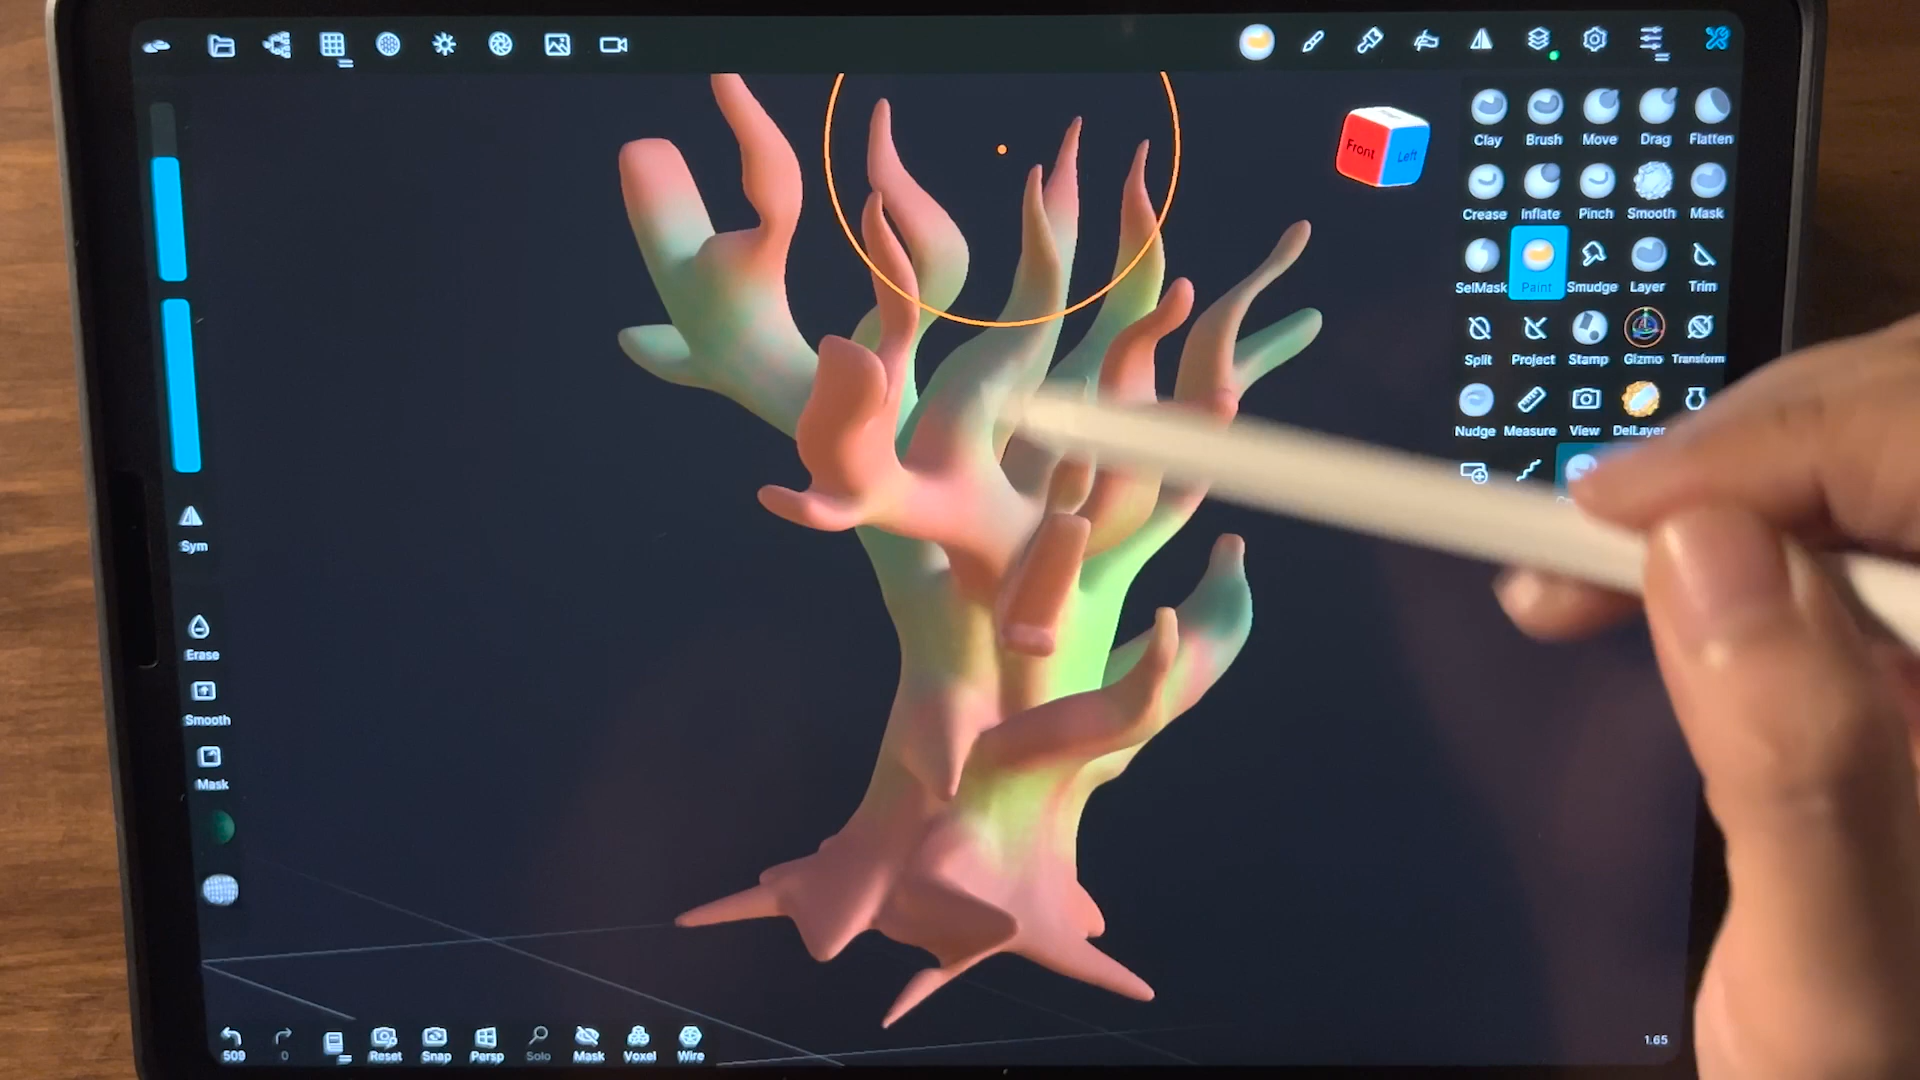 Front Left
Clay Brush Move Drag Flatten
Crease Inflate Pinch Smooth Mask
SelMask Paint Smudge Layer Trim
Split Project Stamp Gizmo Transform
Nudge Measure View DelLayer
Sym
Erase
Smooth
Mask
509 0 Reset Snap Persp Solo Mask Voxel Wire
1.65